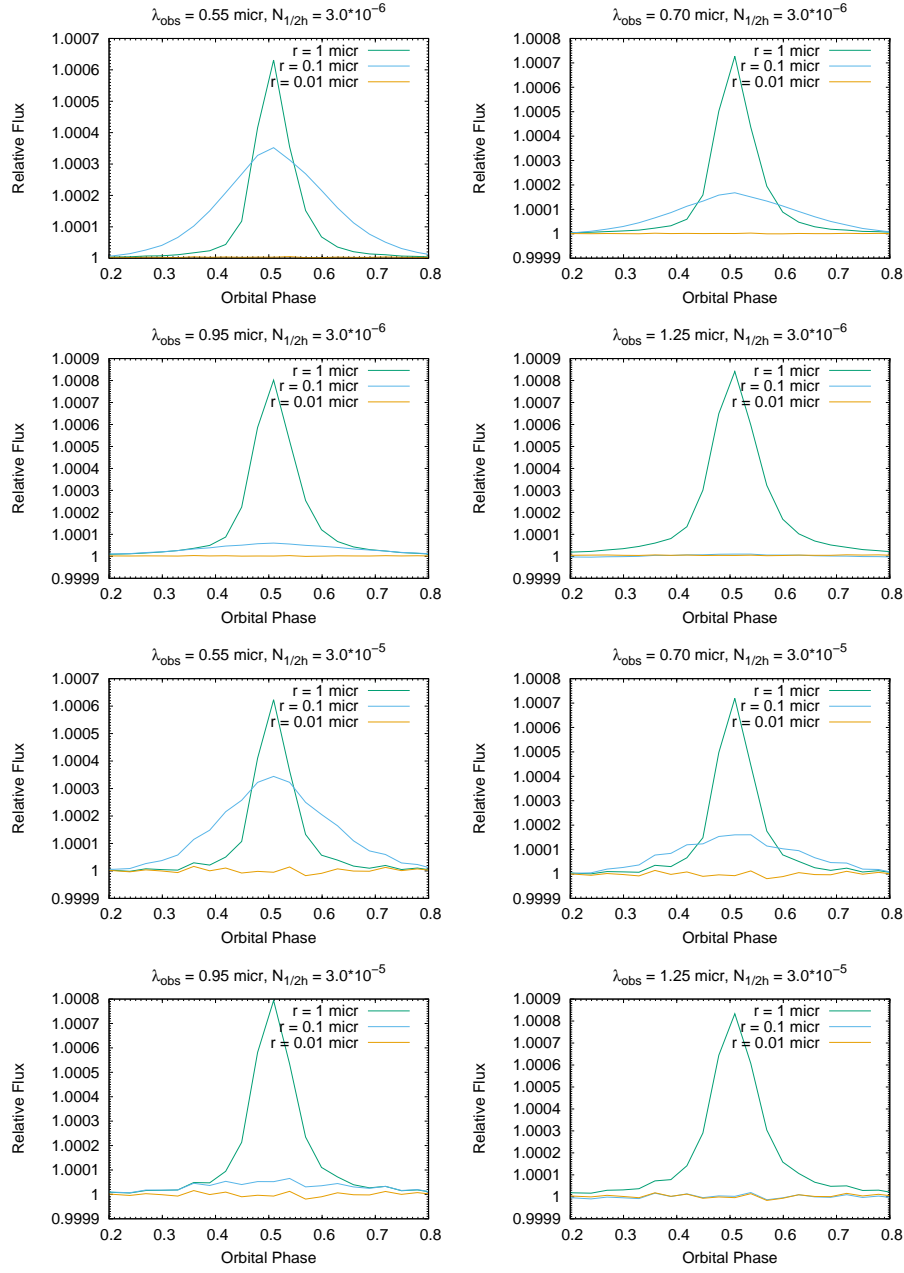 λobs = 0.55 micr, N1/2h = 3.0*10^-6
1.0007
1.0006
1.0005
1.0004
1.0003
1.0002
1.0001
1
Relative Flux
r = 1 micr
r = 0.1 micr
r = 0.01 micr
0.2 0.3 0.4 0.5 0.6 0.7 0.8
Orbital Phase
λobs = 0.70 micr, N1/2h = 3.0*10^-6
1.0008
1.0007
1.0006
1.0005
1.0004
1.0003
1.0002
1.0001
1
0.9999
Relative Flux
r = 1 micr
r = 0.1 micr
r = 0.01 micr
0.2 0.3 0.4 0.5 0.6 0.7 0.8
Orbital Phase
λobs = 0.95 micr, N1/2h = 3.0*10^-6
1.0009
1.0008
1.0007
1.0006
1.0005
1.0004
1.0003
1.0002
1.0001
1
0.9999
Relative Flux
r = 1 micr
r = 0.1 micr
r = 0.01 micr
0.2 0.3 0.4 0.5 0.6 0.7 0.8
Orbital Phase
λobs = 1.25 micr, N1/2h = 3.0*10^-6
1.0009
1.0008
1.0007
1.0006
1.0005
1.0004
1.0003
1.0002
1.0001
1
0.9999
Relative Flux
r = 1 micr
r = 0.1 micr
r = 0.01 micr
0.2 0.3 0.4 0.5 0.6 0.7 0.8
Orbital Phase
λobs = 0.55 micr, N1/2h = 3.0*10^-5
1.0007
1.0006
1.0005
1.0004
1.0003
1.0002
1.0001
1
0.9999
Relative Flux
r = 1 micr
r = 0.1 micr
r = 0.01 micr
0.2 0.3 0.4 0.5 0.6 0.7 0.8
Orbital Phase
λobs = 0.70 micr, N1/2h = 3.0*10^-5
1.0008
1.0007
1.0006
1.0005
1.0004
1.0003
1.0002
1.0001
1
0.9999
Relative Flux
r = 1 micr
r = 0.1 micr
r = 0.01 micr
0.2 0.3 0.4 0.5 0.6 0.7 0.8
Orbital Phase
λobs = 0.95 micr, N1/2h = 3.0*10^-5
1.0008
1.0007
1.0006
1.0005
1.0004
1.0003
1.0002
1.0001
1
0.9999
Relative Flux
r = 1 micr
r = 0.1 micr
r = 0.01 micr
0.2 0.3 0.4 0.5 0.6 0.7 0.8
Orbital Phase
λobs = 1.25 micr, N1/2h = 3.0*10^-5
1.0009
1.0008
1.0007
1.0006
1.0005
1.0004
1.0003
1.0002
1.0001
1
0.9999
Relative Flux
r = 1 micr
r = 0.1 micr
r = 0.01 micr
0.2 0.3 0.4 0.5 0.6 0.7 0.8
Orbital Phase